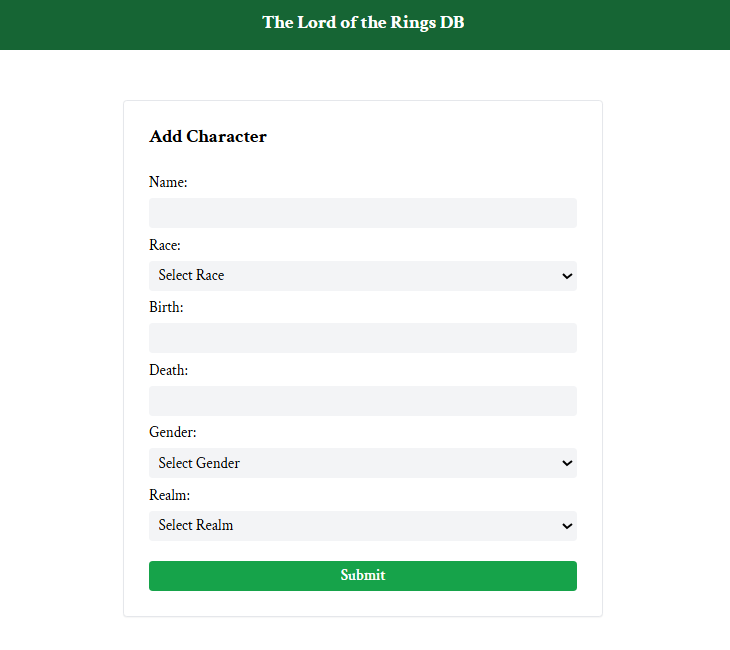 The Lord of the Rings DB
Add Character
Name:
Race:
Select Race
Birth:
Death:
Gender:
Select Gender
Realm:
Select Realm
Submit